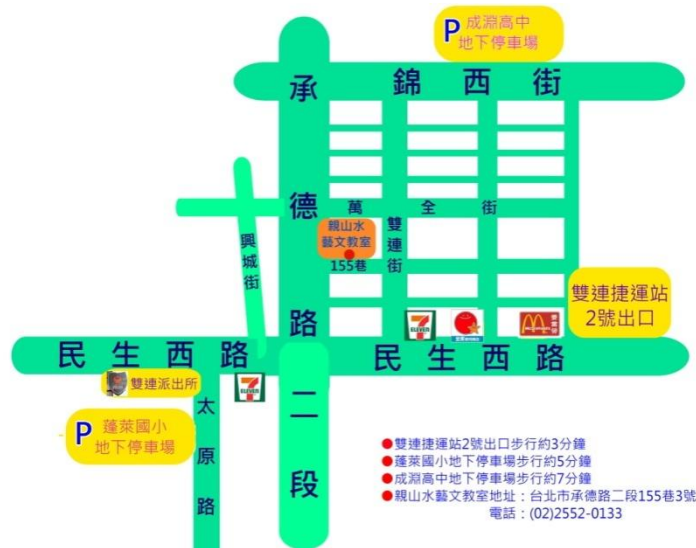 P 成淵高中
地下停車場
錦西街
承德路二段
萬全街
親山水
藝文教室
155巷
雙連街
興城街
雙連捷運站
2號出口
7
ELEVEN
民生西路
民生西路
雙連派出所
7
ELEVEN
太原路
P 蓬萊國小
地下停車場
●雙連捷運站2號出口步行約3分鐘
●蓬萊國小地下停車場步行約5分鐘
●成淵高中地下停車場步行約7分鐘
●親山水藝文教室地址：台北市承德路二段155巷3號
電話：(02)2552-0133